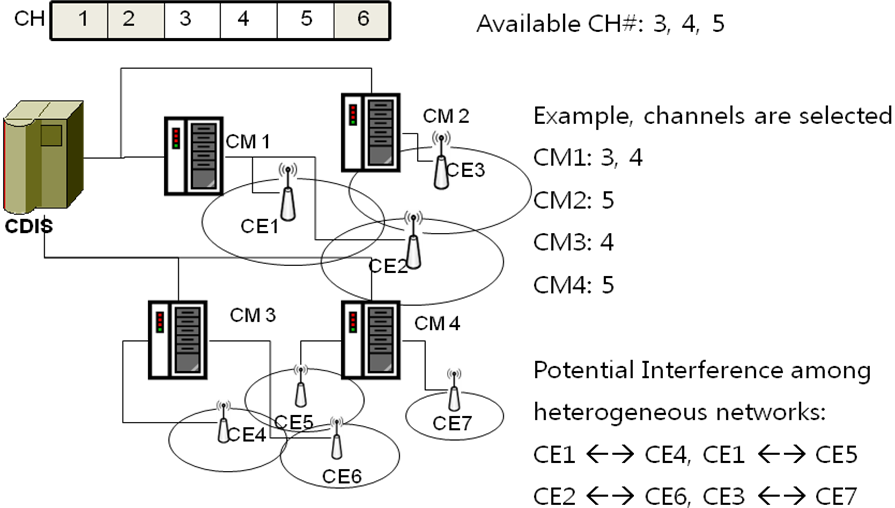 CH 1 2 3 4 5 6
Available CH#: 3, 4, 5
CM 1
CM 2
CE3
CE1
CE2
CDIS
Example, channels are selected
CM1: 3, 4
CM2: 5
CM3: 4
CM4: 5
CM 3
CM 4
CE5
CE4
CE6
CE7
Potential Interference among
heterogeneous networks:
CE1 ←→ CE4, CE1 ←→ CE5
CE2 ←→ CE6, CE3 ←→ CE7